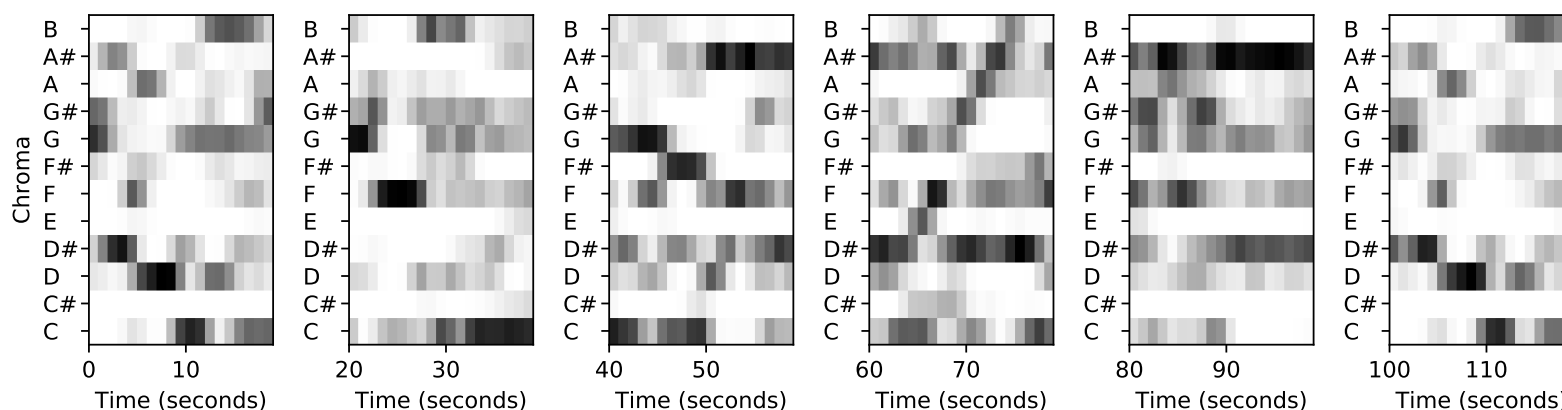 Chroma
B B B B B B
A# A# A# A# A# A#
A A A A A A
G# G# G# G# G# G#
G G G G G G
F# F# F# F# F# F#
F F F F F F
E E E E E E
D# D# D# D# D# D#
D D D D D D
C# C# C# C# C# C#
C C C C C C
0 10 20 30 40 50 60 70 80 90 100 110
Time (seconds) Time (seconds) Time (seconds) Time (seconds) Time (seconds) Time (seconds)